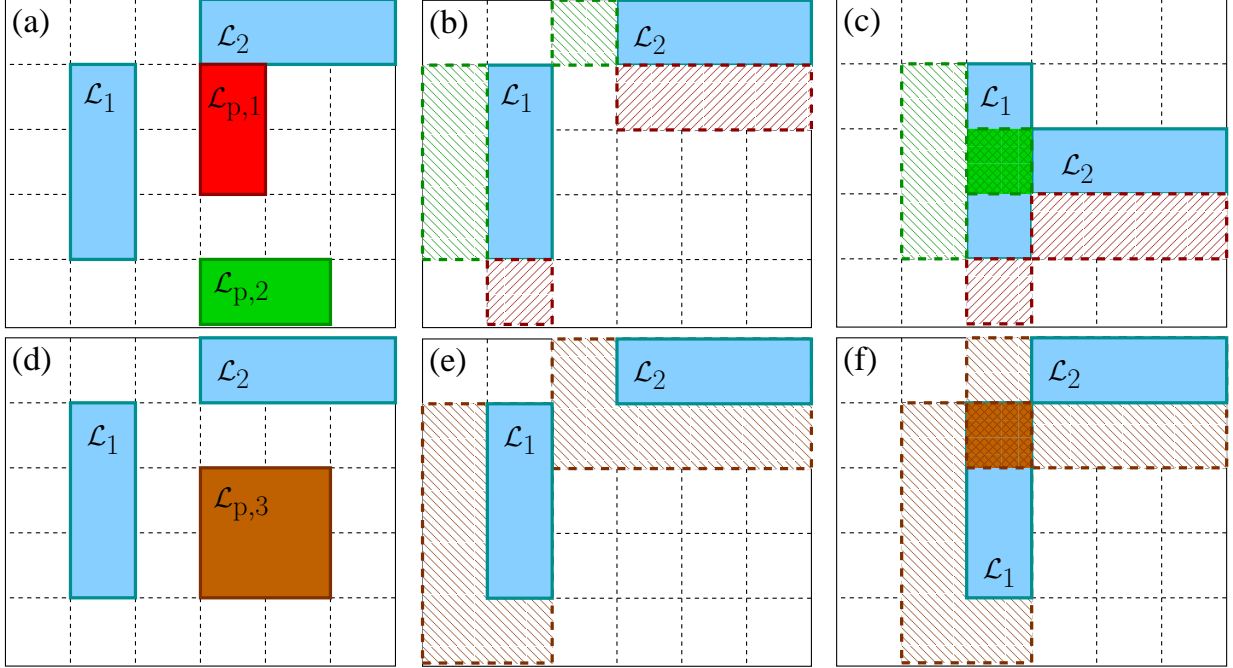 (a)
ℒ₂
ℒ₁
ℒp,1
ℒp,2
(b)
ℒ₂
ℒ₁
(c)
ℒ₁
ℒ₂
(d)
ℒ₂
ℒ₁
ℒp,3
(e)
ℒ₂
ℒ₁
(f)
ℒ₂
ℒ₁